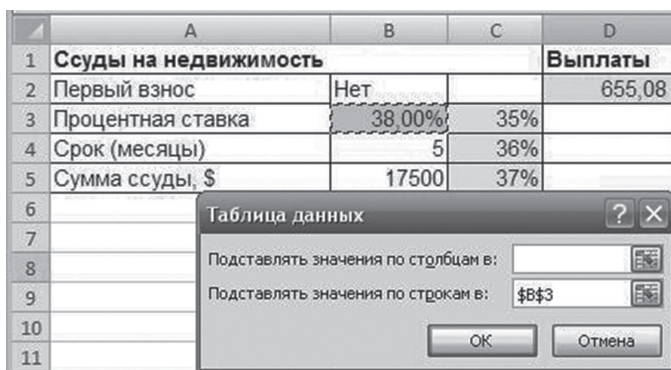 A B C D
1 Ссуды на недвижимость Выплаты
2 Первый взнос Нет 655,08
3 Процентная ставка 38,00% 35%
4 Срок (месяцы) 5 36%
5 Сумма ссуды, $ 17500 37%
6 Таблица данных ?
7
8 Подставлять значения по столбцам в:
9 Подставлять значения по строкам в: $B$3
10 ОК Отмена
11